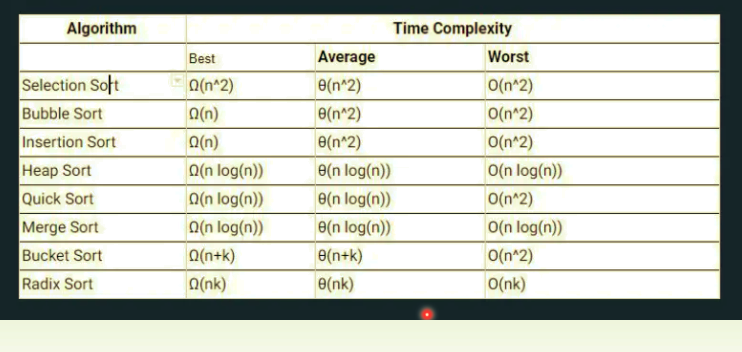 Algorithm Time Complexity
Best Average Worst
Selection Sort Ω(n^2) θ(n^2) O(n^2)
Bubble Sort Ω(n) θ(n^2) O(n^2)
Insertion Sort Ω(n) θ(n^2) O(n^2)
Heap Sort Ω(n log(n)) θ(n log(n)) O(n log(n))
Quick Sort Ω(n log(n)) θ(n log(n)) O(n^2)
Merge Sort Ω(n log(n)) θ(n log(n)) O(n log(n))
Bucket Sort Ω(n+k) θ(n+k) O(n^2)
Radix Sort Ω(nk) θ(nk) O(nk)